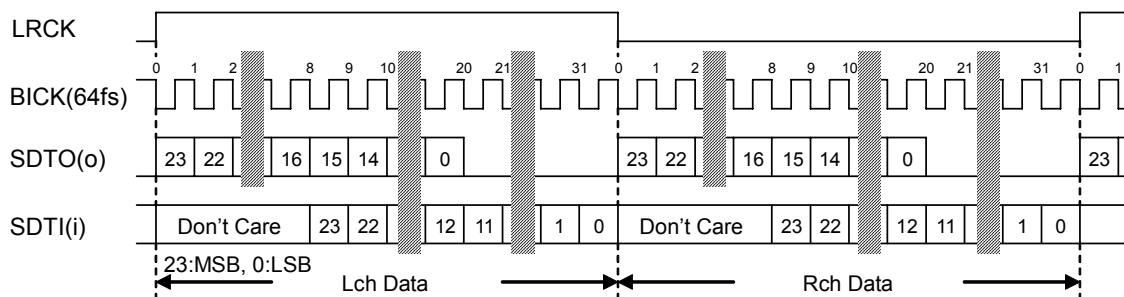 LRCK
0 1 2 8 9 10 20 21 31 0 1 2 8 9 10 20 21 31 0 1
BICK(64fs)
SDTO(o) 23 22 16 15 14 0 23 22 16 15 14 0 23
SDTI(i) Don't Care 23 22 12 11 1 0 Don't Care 23 22 12 11 1 0
23:MSB, 0:LSB
Lch Data Rch Data